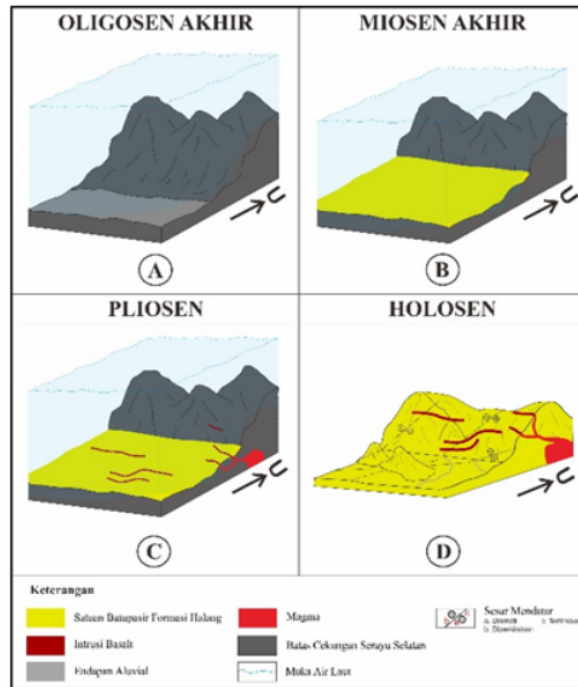 OLIGOSEN AKHIR
MIOSEN AKHIR
U
A
U
B
PLIOSEN
HOLOSEN
U
C
U
D
Keterangan
Satuan Batupasir Formasi Halang
Intrusi Basalt
Endapan Aluvial
Magma
Batas Cekungan Serayu Selatan
Muka Air Laut
Sesar Mendatar
a.
b. Diperkirakan